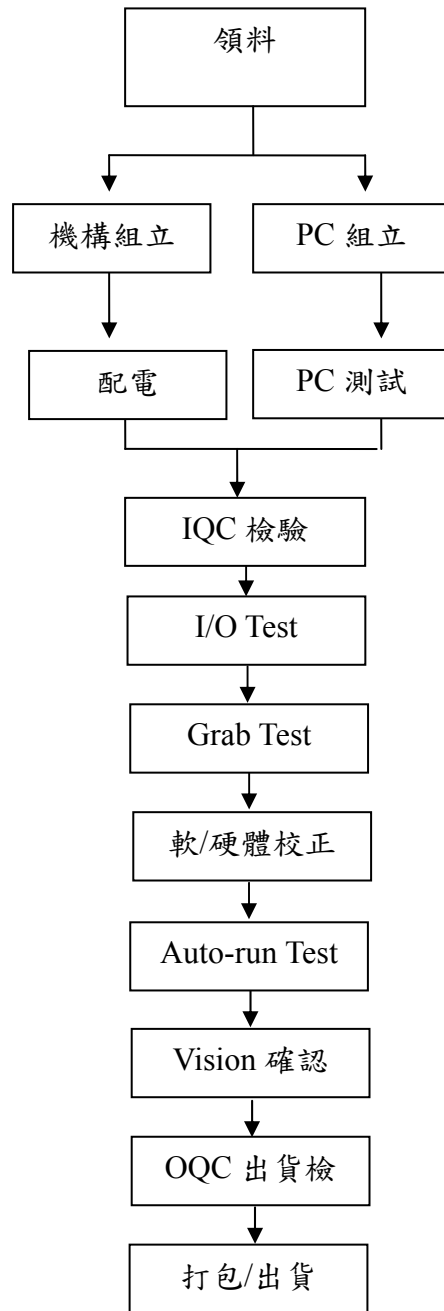 領料
機構組立
PC 組立
配電
PC 測試
IQC 檢驗
I/O Test
Grab Test
軟/硬體校正
Auto-run Test
Vision 確認
OQC 出貨檢
打包/出貨